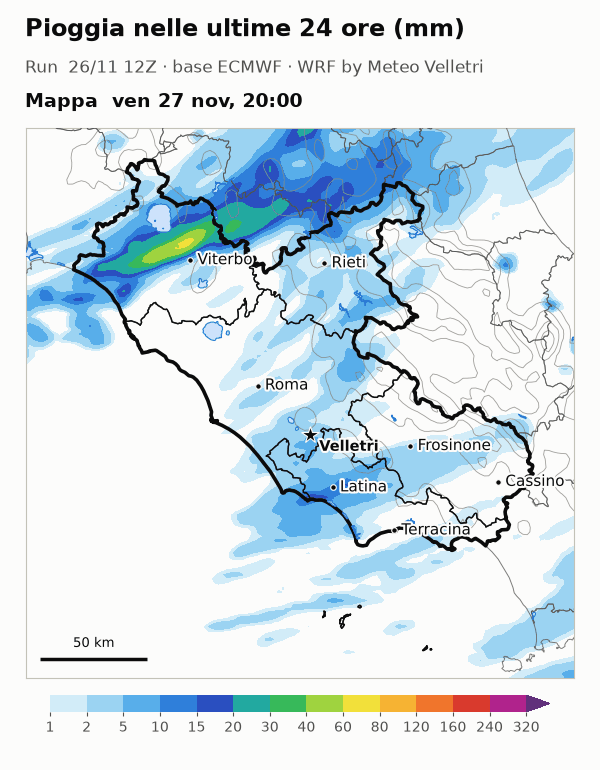 Pioggia nelle ultime 24 ore (mm)
Run 26/11 12Z · base ECMWF · WRF by Meteo Velletri
Mappa ven 27 nov, 20:00
Viterbo
Rieti
Roma
Velletri
Frosinone
Latina
Cassino
Terracina
50 km
1 2 5 10 15 20 30 40 60 80 120 160 240 320